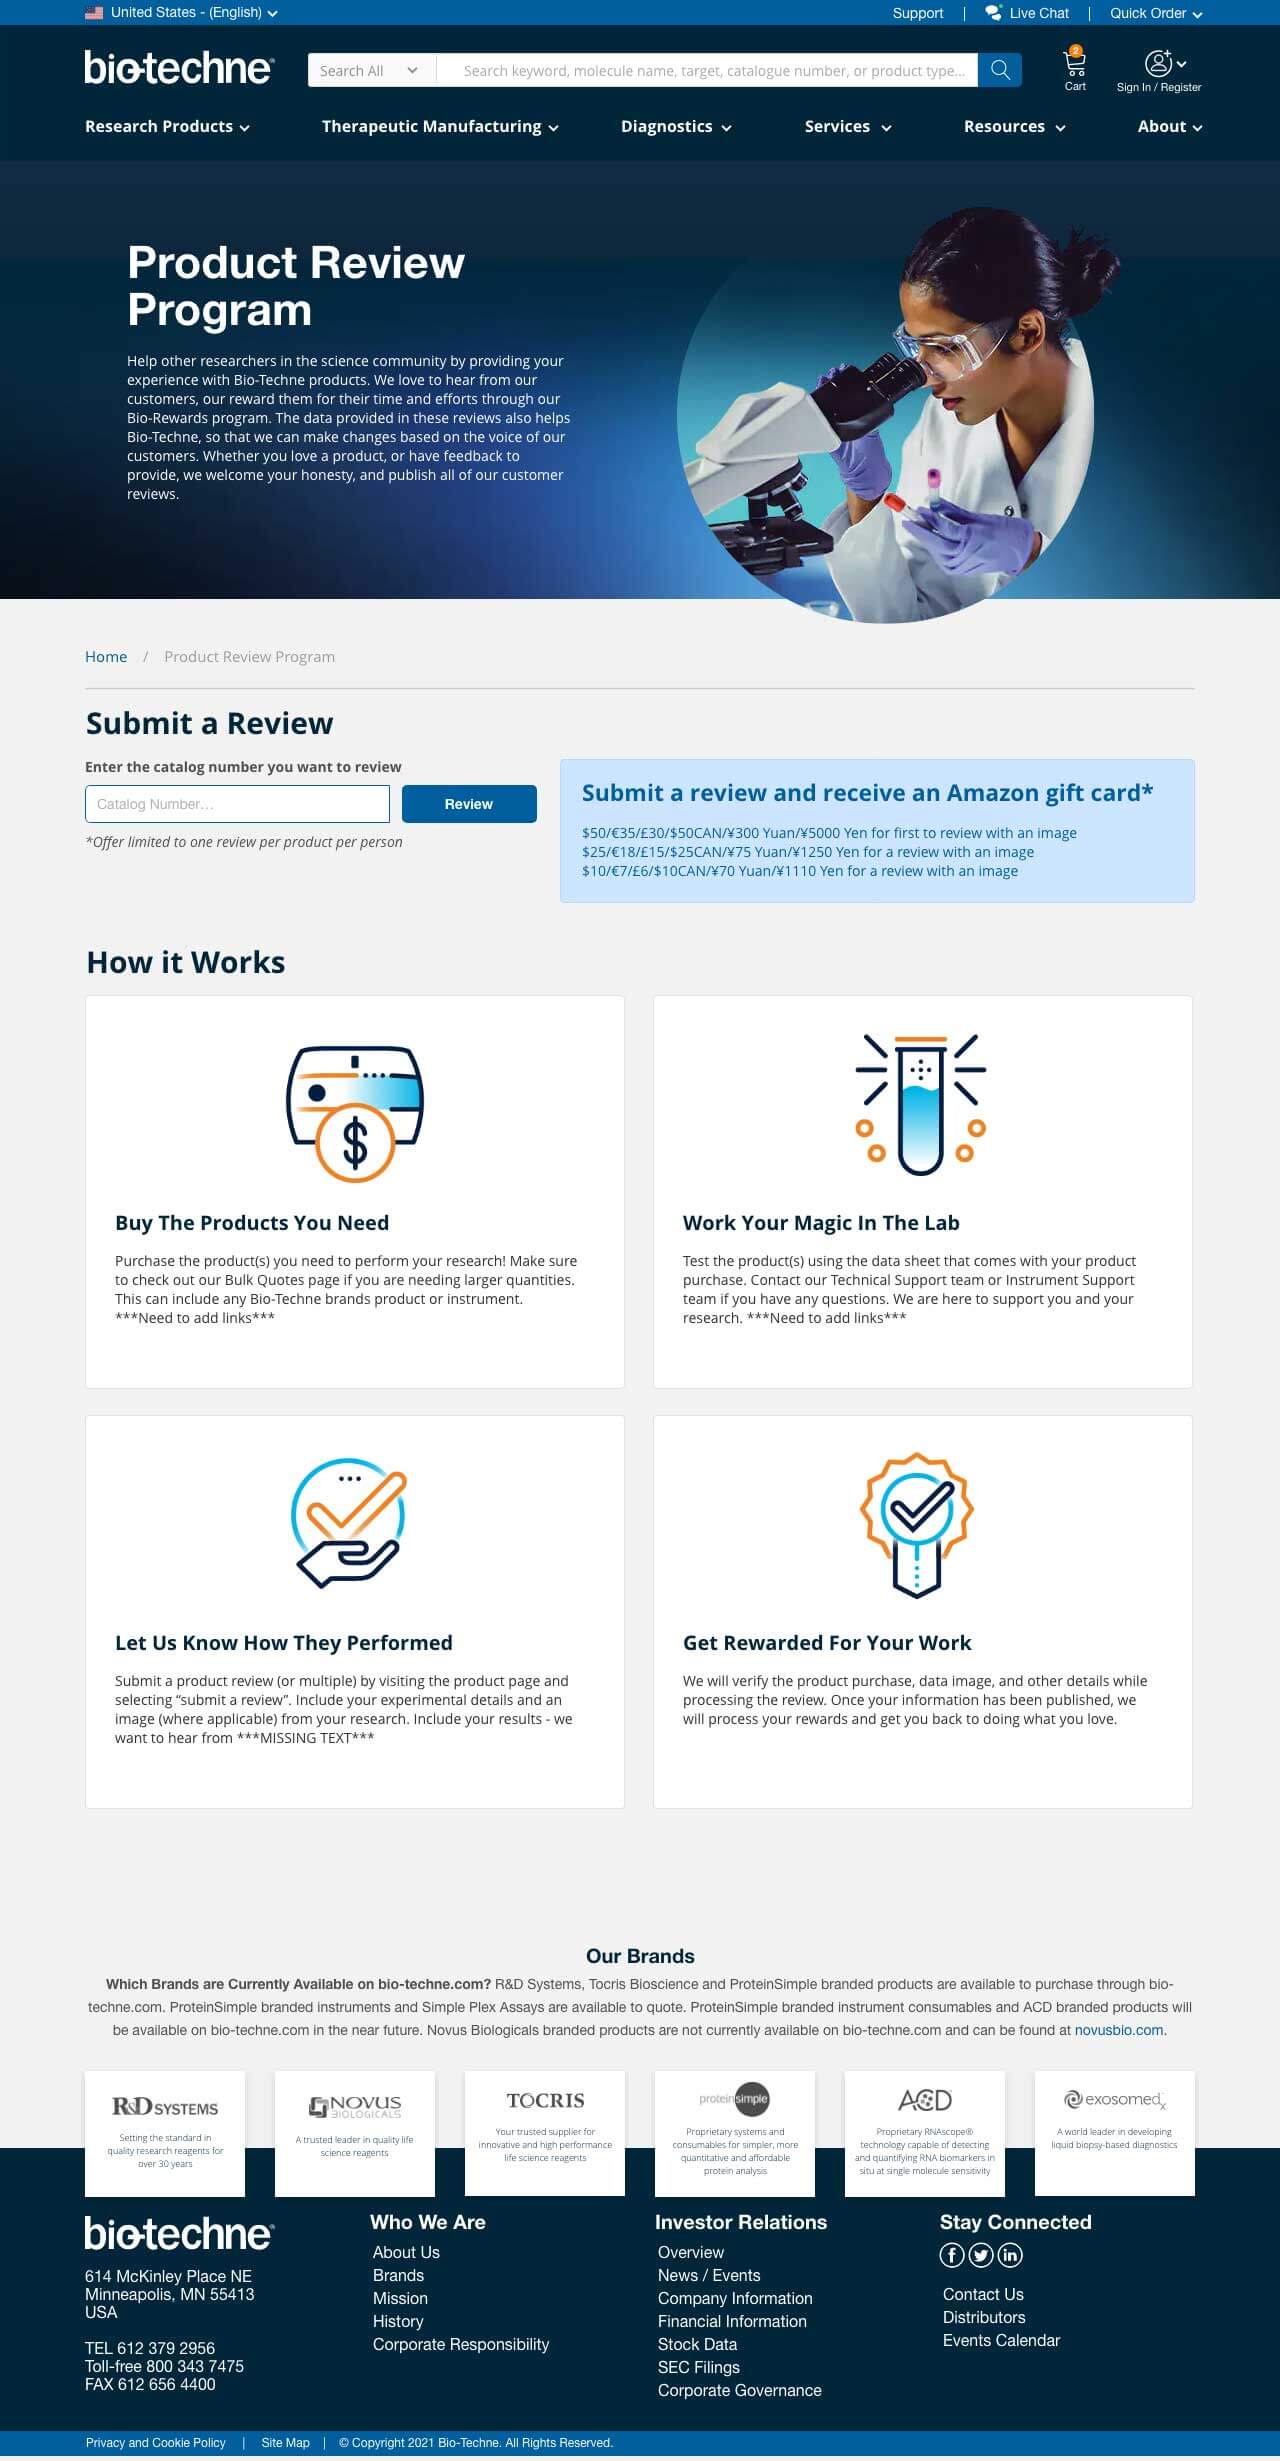 United States - (English)
Support | Live Chat | Quick Order
bio-techne®
Search All
Search keyword, molecule name, target, catalogue number, or product type...
2
Cart
Sign In / Register
Research Products
Therapeutic Manufacturing
Diagnostics
Services
Resources
About
Product Review
Program
Help other researchers in the science community by providing your
experience with Bio-Techne products. We love to hear from our
customers, our reward them for their time and efforts through our
Bio-Rewards program. The data provided in these reviews also helps
Bio-Techne, so that we can make changes based on the voice of our
customers. Whether you love a product, or have feedback to
provide, we welcome your honesty, and publish all of our customer
reviews.
Home / Product Review Program
Submit a Review
Enter the catalog number you want to review
Catalog Number...
Review
*Offer limited to one review per product per person
Submit a review and receive an Amazon gift card*
$50/€35/£30/$50CAN/¥300 Yuan/¥5000 Yen for first to review with an image
$25/€18/£15/$25CAN/¥75 Yuan/¥1250 Yen for a review with an image
$10/€7/£6/$10CAN/¥70 Yuan/¥1110 Yen for a review with an image
How it Works
$
Buy The Products You Need
Purchase the product(s) you need to perform your research! Make sure
to check out our Bulk Quotes page if you are needing larger quantities.
This can include any Bio-Techne brands product or instrument.
***Need to add links***
Work Your Magic In The Lab
Test the product(s) using the data sheet that comes with your product
purchase. Contact our Technical Support team or Instrument Support
team if you have any questions. We are here to support you and your
research. ***Need to add links***
Let Us Know How They Performed
Submit a product review (or multiple) by visiting the product page and
selecting “submit a review”. Include your experimental details and an
image (where applicable) from your research. Include your results - we
want to hear from ***MISSING TEXT***
Get Rewarded For Your Work
We will verify the product purchase, data image, and other details while
processing the review. Once your information has been published, we
will process your rewards and get you back to doing what you love.
Our Brands
Which Brands are Currently Available on bio-techne.com? R&D Systems, Tocris Bioscience and ProteinSimple branded products are available to purchase through bio-
techne.com. ProteinSimple branded instruments and Simple Plex Assays are available to quote. ProteinSimple branded instrument consumables and ACD branded products will
be available on bio-techne.com in the near future. Novus Biologicals branded products are not currently available on bio-techne.com and can be found at novusbio.com.
R&D SYSTEMS
Setting the standard in
quality research reagents for
over 30 years
NOVUS
BIOLOGICALS
A trusted leader in quality life
science reagents
TOCRIS
Your trusted supplier for
innovative and high performance
life science reagents
proteinsimple
Proprietary systems and
consumables for simpler, more
quantitative and affordable
protein analysis
ACD
Proprietary RNAscope®
technology capable of detecting
and quantifying RNA biomarkers in
situ at single molecule sensitivity
exosomedx
A world leader in developing
liquid biopsy-based diagnostics
bio-techne®
614 McKinley Place NE
Minneapolis, MN 55413
USA
TEL 612 379 2956
Toll-free 800 343 7475
FAX 612 656 4400
Who We Are
About Us
Brands
Mission
History
Corporate Responsibility
Investor Relations
Overview
News / Events
Company Information
Financial Information
Stock Data
SEC Filings
Corporate Governance
Stay Connected
f in
Contact Us
Distributors
Events Calendar
Privacy and Cookie Policy | Site Map | © Copyright 2021 Bio-Techne. All Rights Reserved.